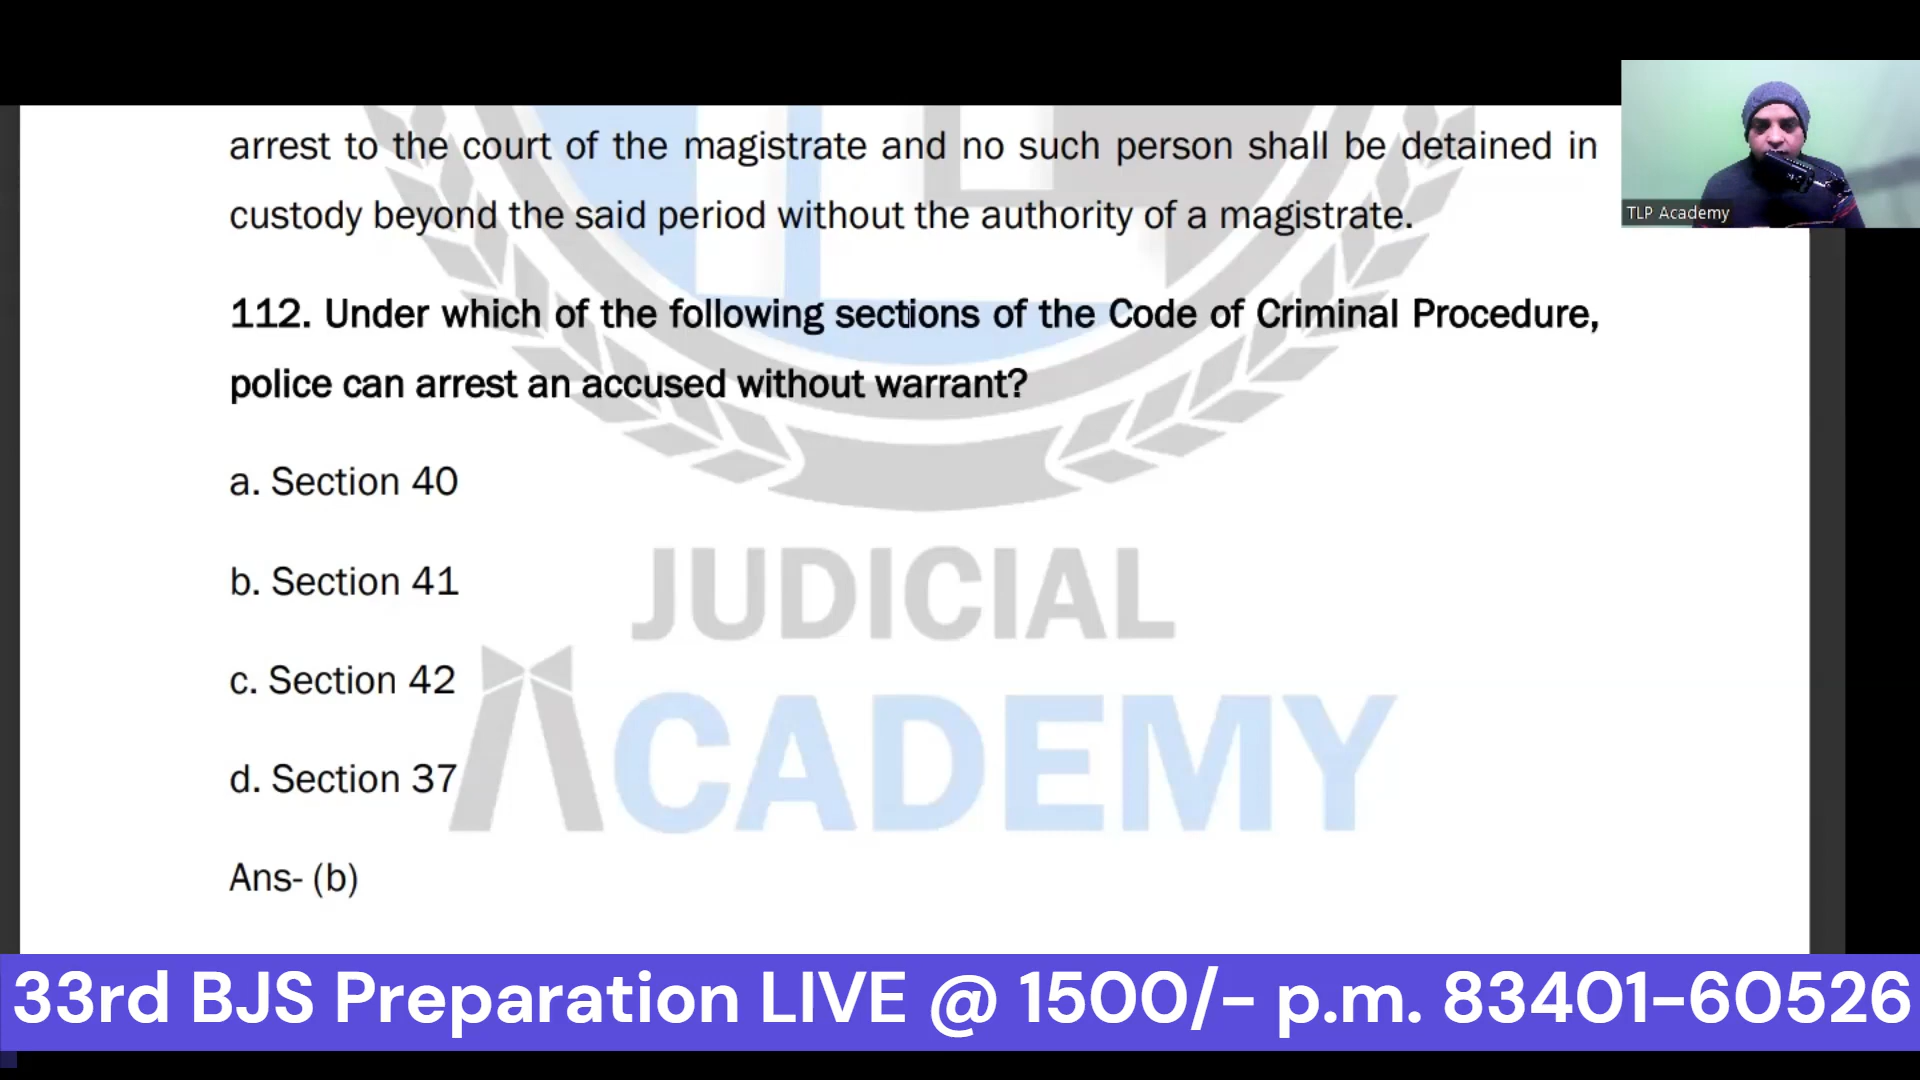 arrest to the court of the magistrate and no such person shall be detained in
custody beyond the said period without the authority of a magistrate.
TLP Academy
112. Under which of the following sections of the Code of Criminal Procedure,
police can arrest an accused without warrant?
a. Section 40
b. Section 41
c. Section 42
d. Section 37
Ans- (b)
JUDICIAL
ACADEMY
33rd BJS Preparation LIVE @ 1500/- p.m. 83401-60526